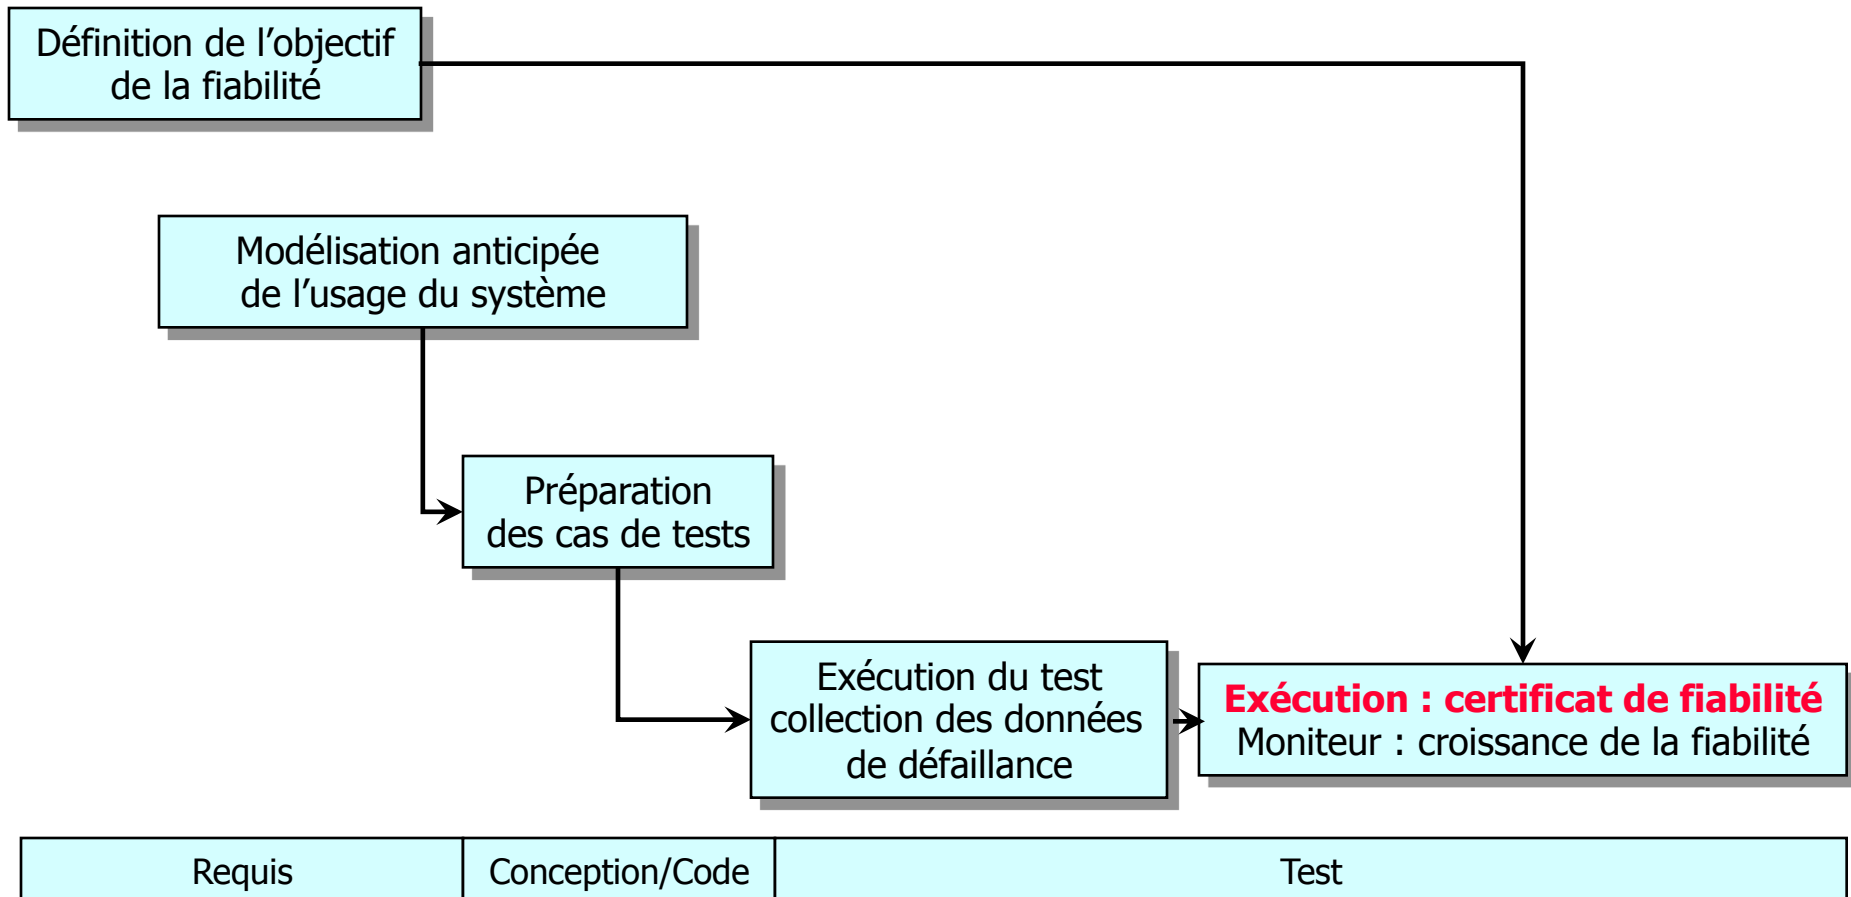 Définition de l’objectif
de la fiabilité
Modélisation anticipée
de l’usage du système
Préparation
des cas de tests
Exécution du test
collection des données
de défaillance
Exécution : certificat de fiabilité
Moniteur : croissance de la fiabilité
Requis
Conception/Code
Test